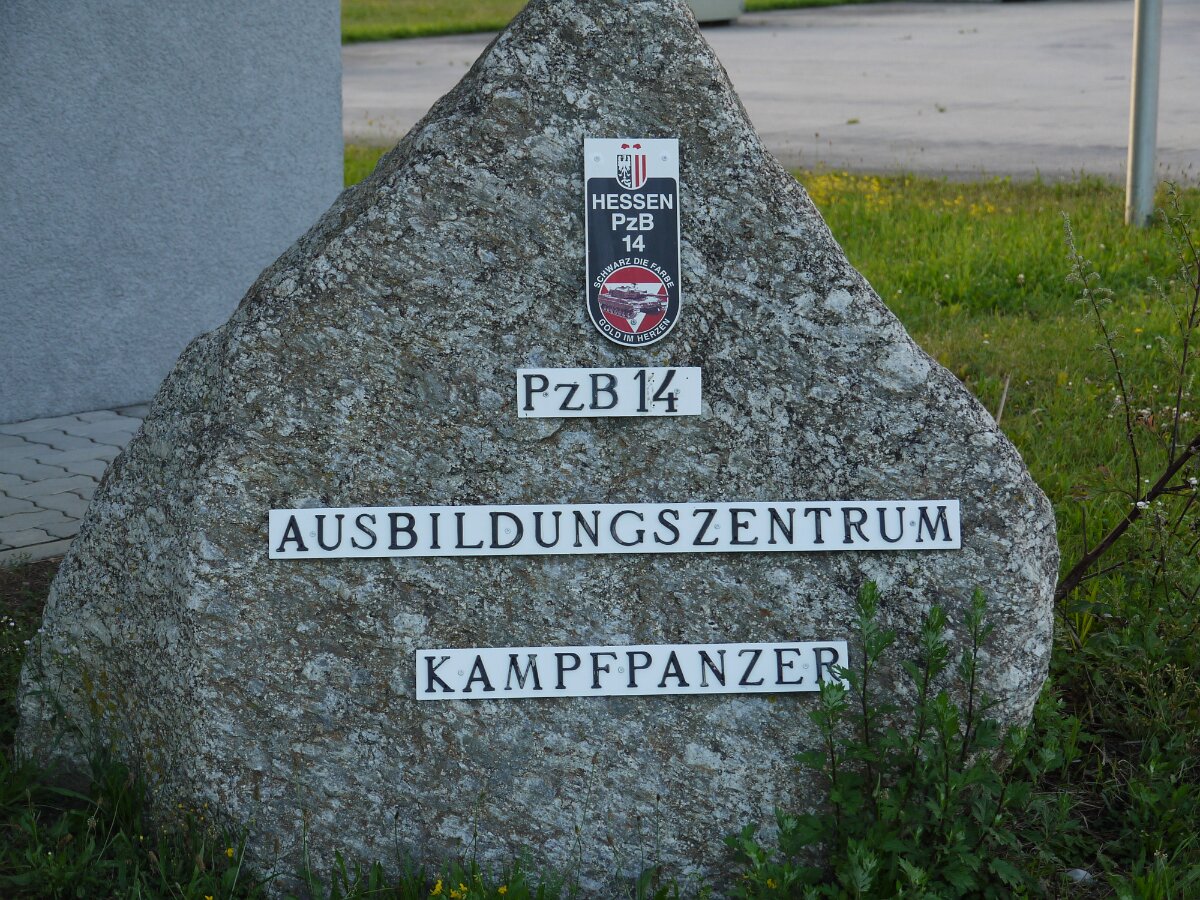 HESSEN
PzB
14
SCHWARZ DIE FARBE
GOLD IM HERZEN
PzB 14
AUSBILDUNGSZENTRUM
KAMPFPANZER